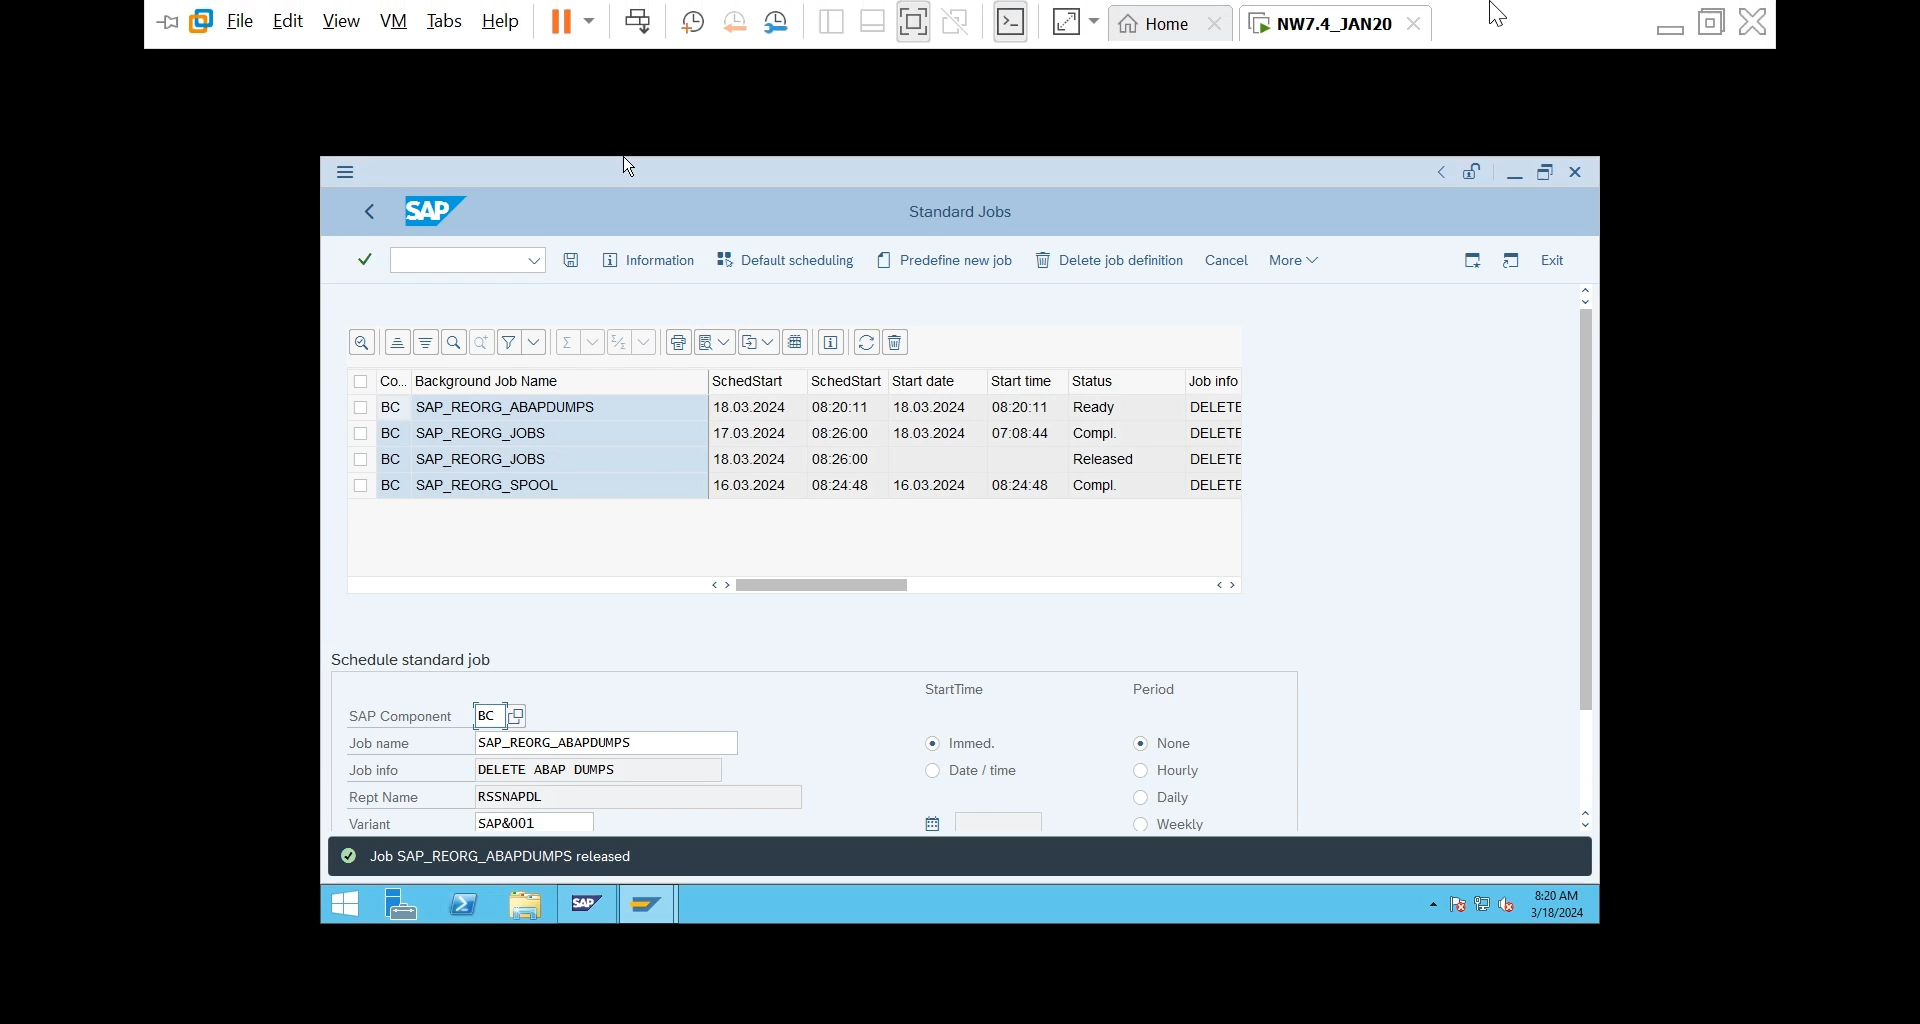 File Edit View VM Tabs Help Home NW7.4_JAN20
SAP Standard Jobs
Information Default scheduling Predefine new job Delete job definition Cancel More Exit
Co... Background Job Name SchedStart SchedStart Start date Start time Status Job info
BC SAP_REORG_ABAPDUMPS 18.03.2024 08:20:11 18.03.2024 08:20:11 Ready DELETE
BC SAP_REORG_JOBS 17.03.2024 08:26:00 18.03.2024 07:08:44 Compl. DELETE
BC SAP_REORG_JOBS 18.03.2024 08:26:00 Released DELETE
BC SAP_REORG_SPOOL 16.03.2024 08:24:48 16.03.2024 08:24:48 Compl. DELETE
Schedule standard job
StartTime Period
SAP Component BC
Job name SAP_REORG_ABAPDUMPS Immed. None
Job info DELETE ABAP DUMPS Date / time Hourly
Rept Name RSSNAPDL Daily
Variant SAP&001 Weekly
Job SAP_REORG_ABAPDUMPS released
SAP 8:20 AM
3/18/2024